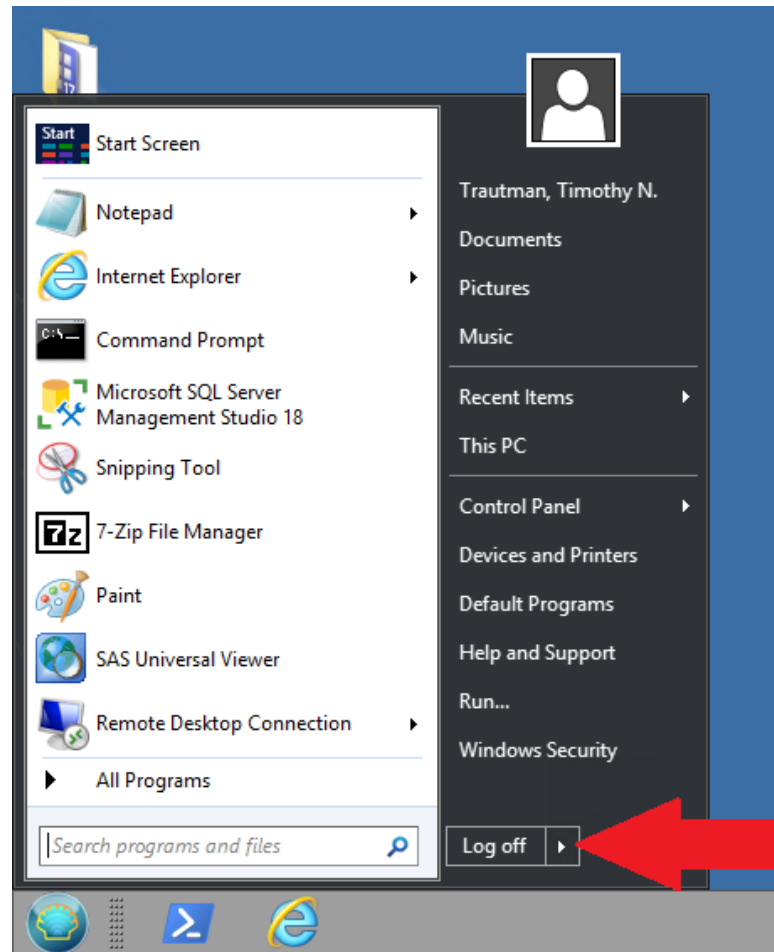 17
Start
Start Screen
Notepad
Internet Explorer
C:\
Command Prompt
Microsoft SQL Server
Management Studio 18
Snipping Tool
7z
7-Zip File Manager
Paint
SAS Universal Viewer
Remote Desktop Connection
All Programs
Search programs and files
Trautman, Timothy N.
Documents
Pictures
Music
Recent Items
This PC
Control Panel
Devices and Printers
Default Programs
Help and Support
Run...
Windows Security
Log off